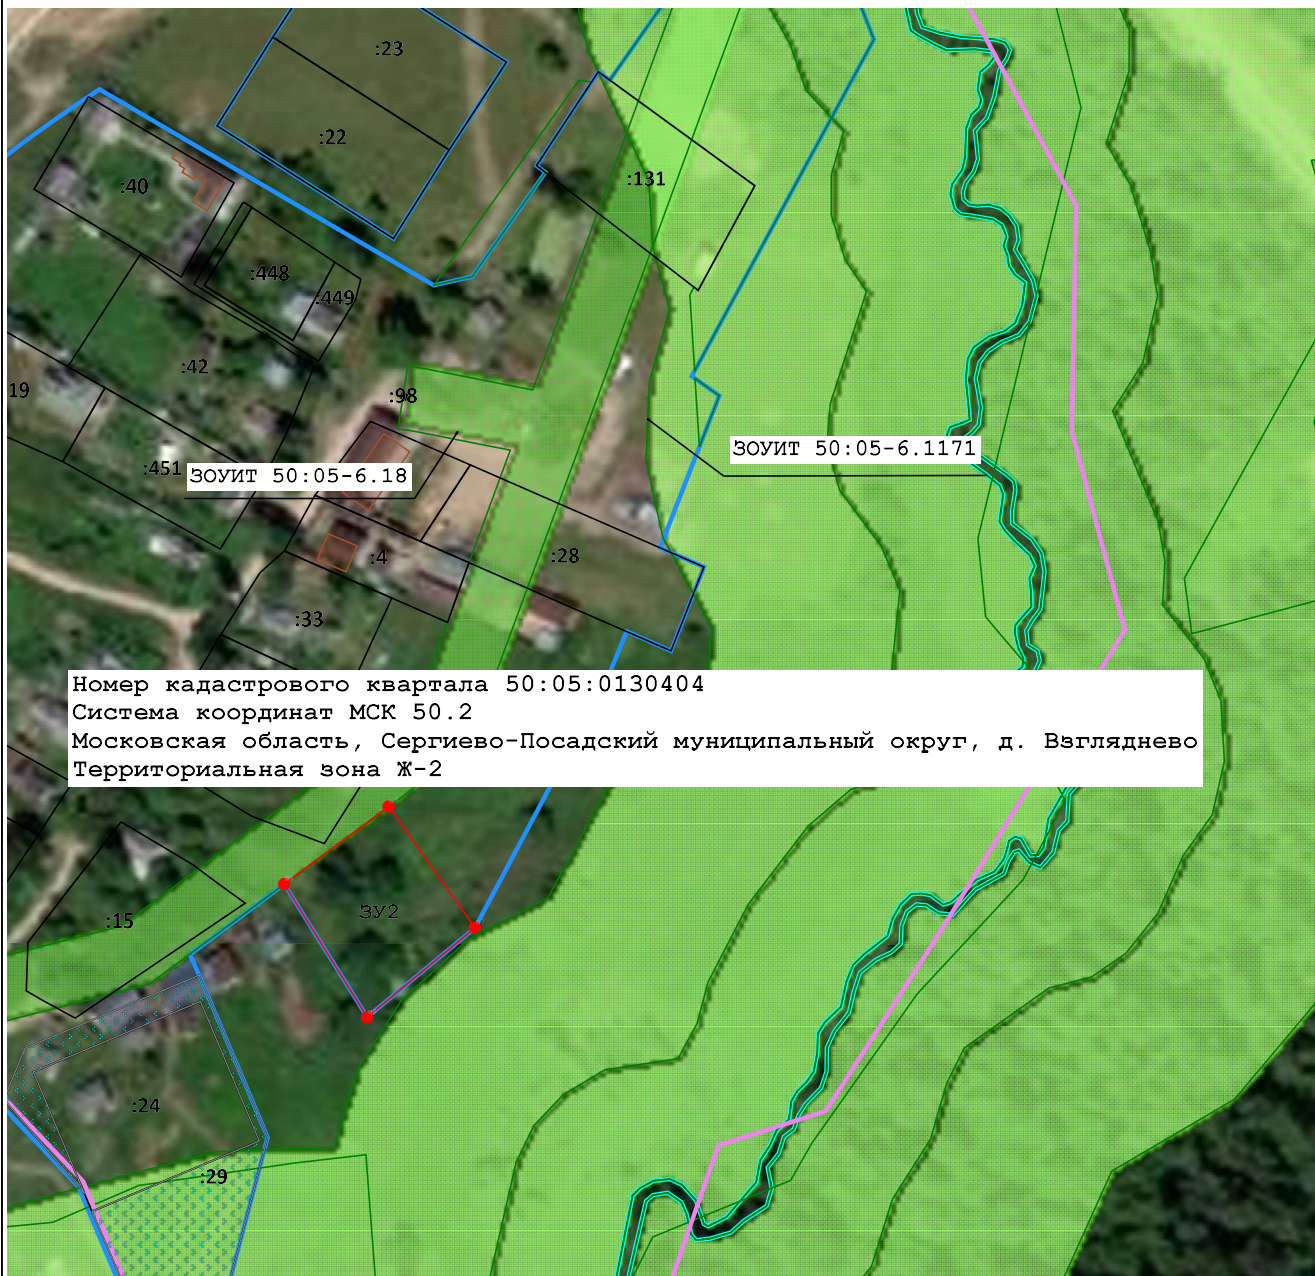 :23
:22
:131
:40
:448
:449
:42
19
:98
:451
ЗОУИТ 50:05-6.18
ЗОУИТ 50:05-6.1171
:4
:28
:33
Номер кадастрового квартала 50:05:0130404
Система координат МСК 50.2
Московская область, Сергиево-Посадский муниципальный округ, д. Взгляднево
Территориальная зона Ж-2
ЗУ2
:15
:24
:29